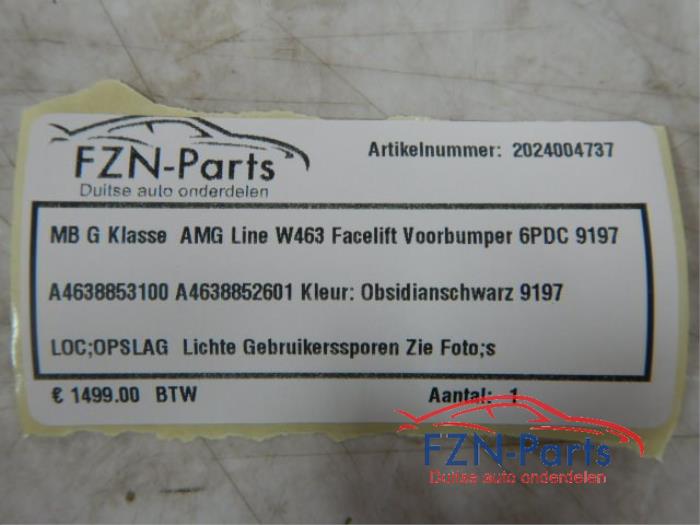 FZN-Parts
Duitse auto onderdelen
Artikelnummer: 2024004737
MB G Klasse AMG Line W463 Facelift Voorbumper 6PDC 9197
A4638853100 A4638852601 Kleur: Obsidianschwarz 9197
LOC;OPSLAG Lichte Gebruikerssporen Zie Foto;s
€ 1499.00 BTW
Aantal: 1
FZN-Parts
Duitse auto onderdelen